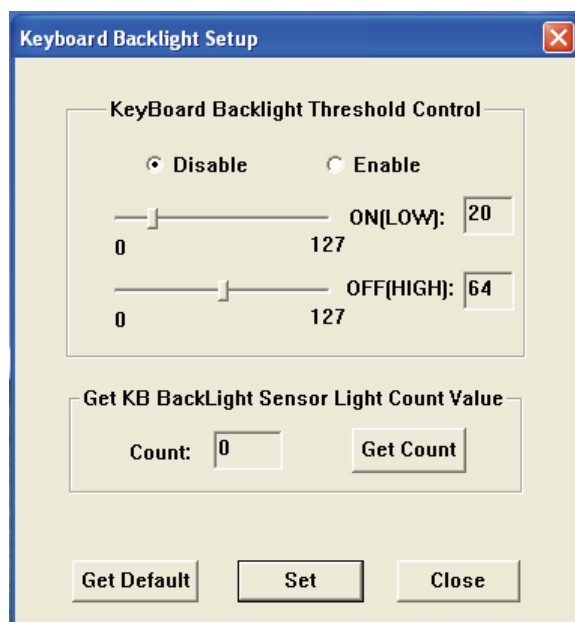 Keyboard Backlight Setup
KeyBoard Backlight Threshold Control
Disable Enable
ON(LOW): 20
0 127
OFF(HIGH): 64
0 127
Get KB BackLight Sensor Light Count Value
Count: 0 Get Count
Get Default Set Close